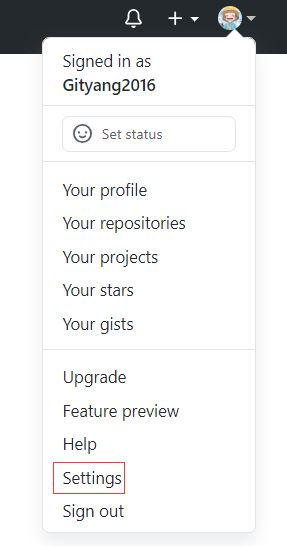 Signed in as
Gityang2016
Set status
Your profile
Your repositories
Your projects
Your stars
Your gists
Upgrade
Feature preview
Help
Settings
Sign out